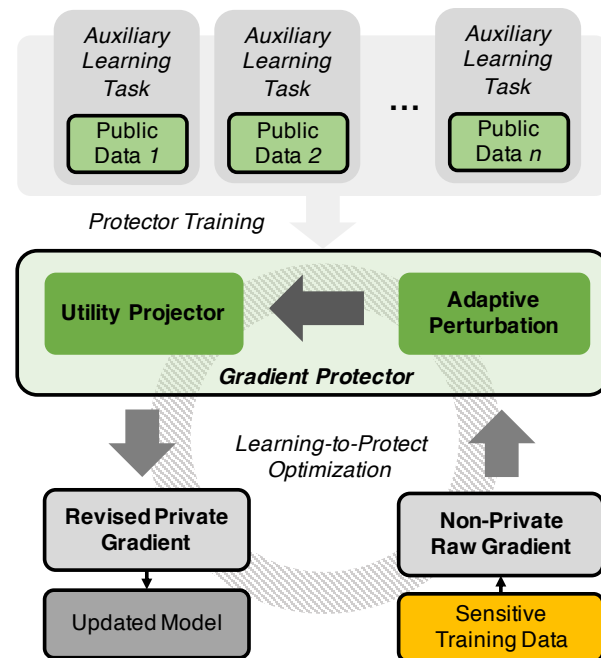 Auxiliary
Learning
Task
Public
Data 1
Auxiliary
Learning
Task
Public
Data 2
...
Auxiliary
Learning
Task
Public
Data n
Protector Training
Utility Projector
Adaptive
Perturbation
Gradient Protector
Learning-to-Protect
Optimization
Revised Private
Gradient
Non-Private
Raw Gradient
Updated Model
Sensitive
Training Data